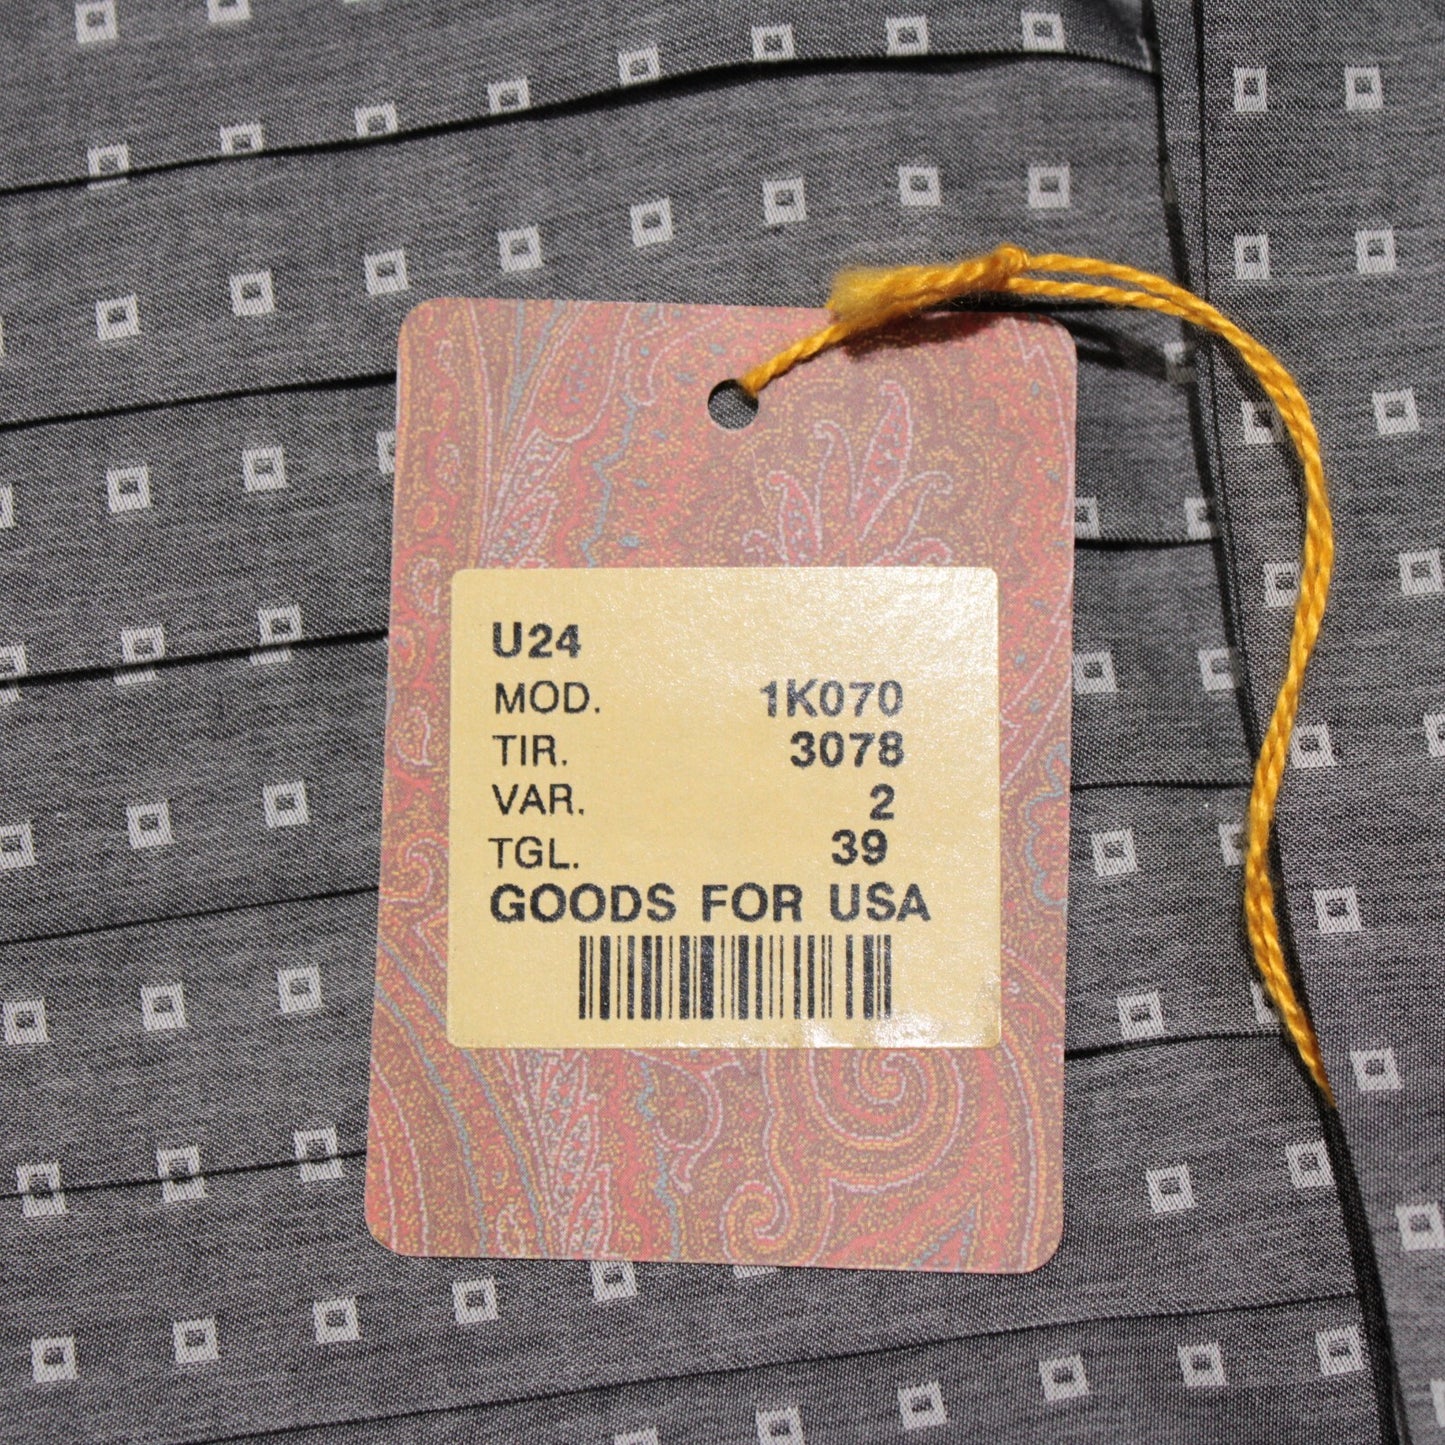 U24
MOD. 1K070
TIR. 3078
VAR. 2
TGL. 39
GOODS FOR USA